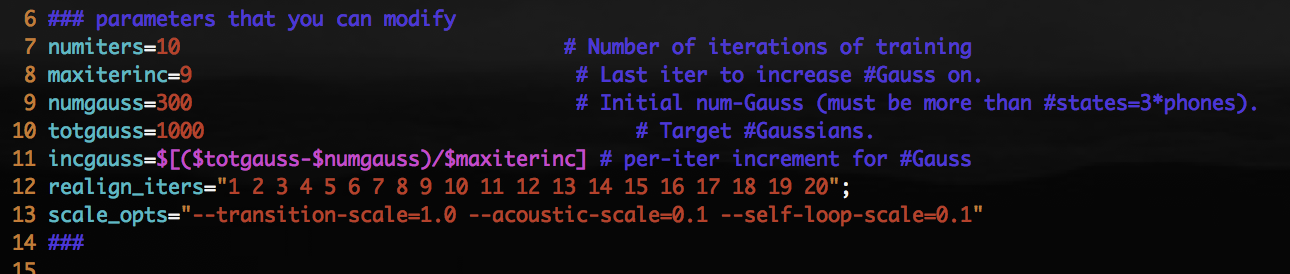 6 ### parameters that you can modify
7 numiters=10 # Number of iterations of training
8 maxiterinc=9 # Last iter to increase #Gauss on.
9 numgauss=300 # Initial num-Gauss (must be more than #states=3*phones).
10 totgauss=1000 # Target #Gaussians.
11 incgauss=$[($totgauss-$numgauss)/$maxiterinc] # per-iter increment for #Gauss
12 realign_iters="1 2 3 4 5 6 7 8 9 10 11 12 13 14 15 16 17 18 19 20";
13 scale_opts="--transition-scale=1.0 --acoustic-scale=0.1 --self-loop-scale=0.1"
14 ###
15